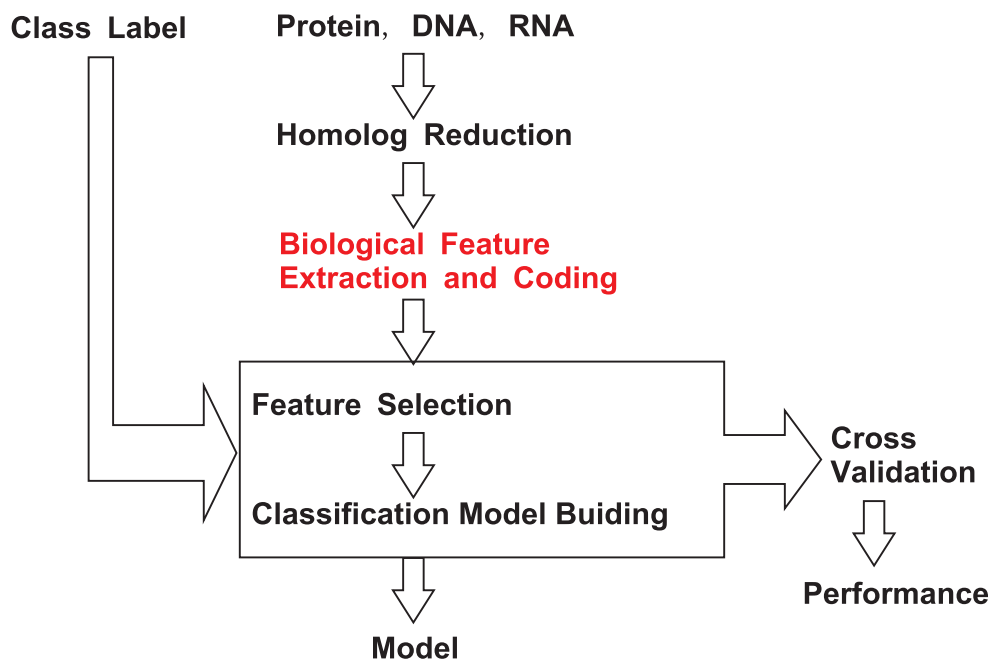 Class Label
Protein, DNA, RNA
Homolog Reduction
Biological Feature
Extraction and Coding
Feature Selection
Classification Model Buiding
Cross
Validation
Performance
Model